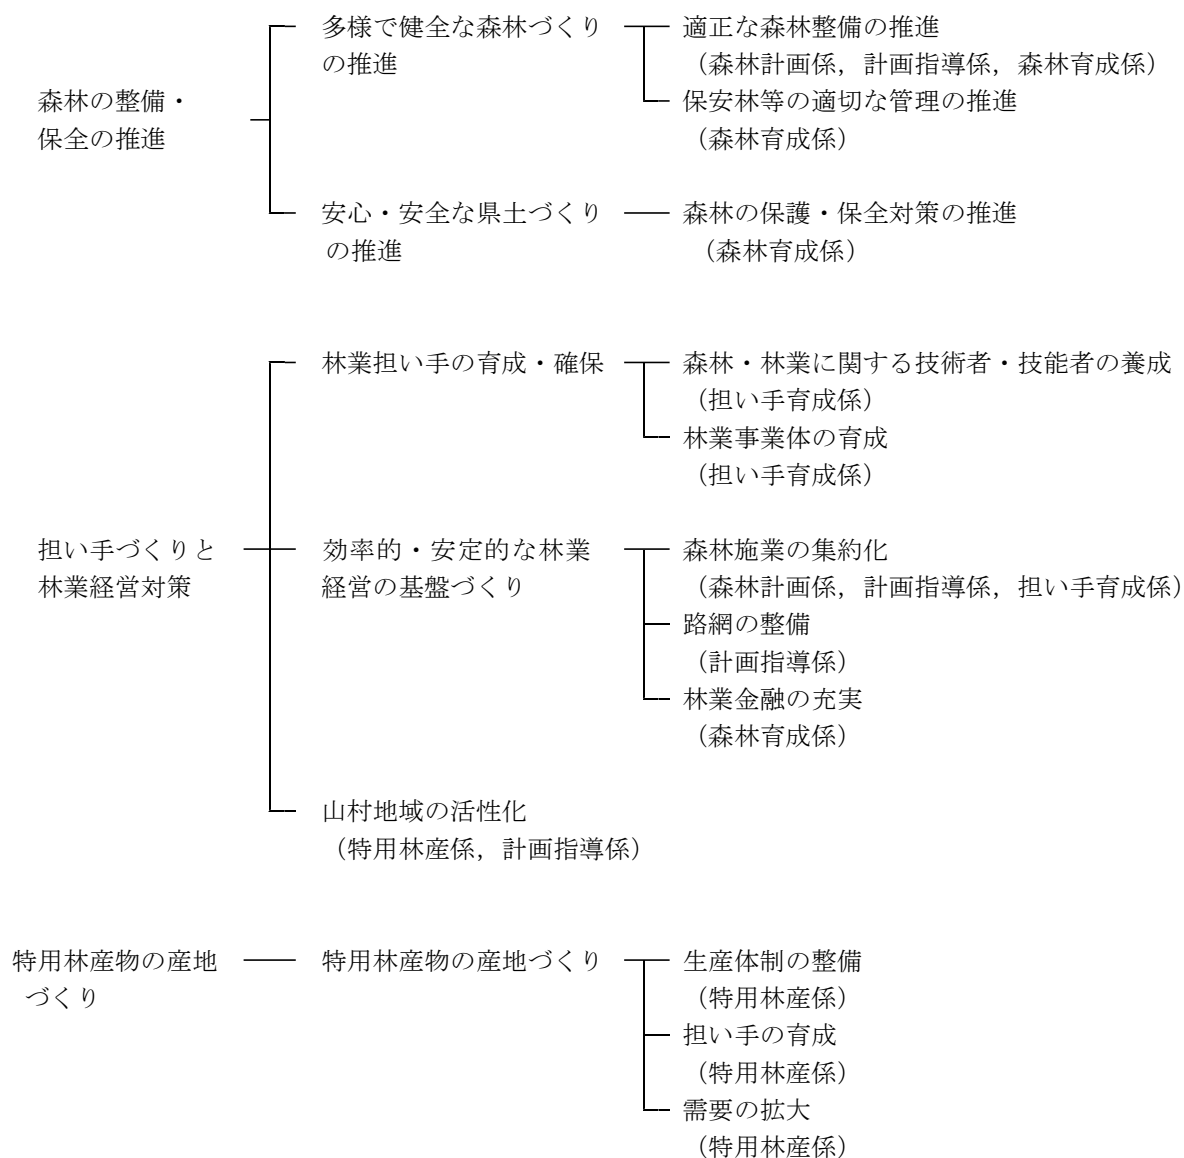 森林の整備・
保全の推進
多様で健全な森林づくり
の推進
適正な森林整備の推進
（森林計画係，計画指導係，森林育成係）
保安林等の適切な管理の推進
（森林育成係）
安心・安全な県土づくり
の推進
森林の保護・保全対策の推進
（森林育成係）
担い手づくりと
林業経営対策
林業担い手の育成・確保
森林・林業に関する技術者・技能者の養成
（担い手育成係）
林業事業体の育成
（担い手育成係）
効率的・安定的な林業
経営の基盤づくり
森林施業の集約化
（森林計画係，計画指導係，担い手育成係）
路網の整備
（計画指導係）
林業金融の充実
（森林育成係）
山村地域の活性化
（特用林産係，計画指導係）
特用林産物の産地
づくり
特用林産物の産地づくり
生産体制の整備
（特用林産係）
担い手の育成
（特用林産係）
需要の拡大
（特用林産係）